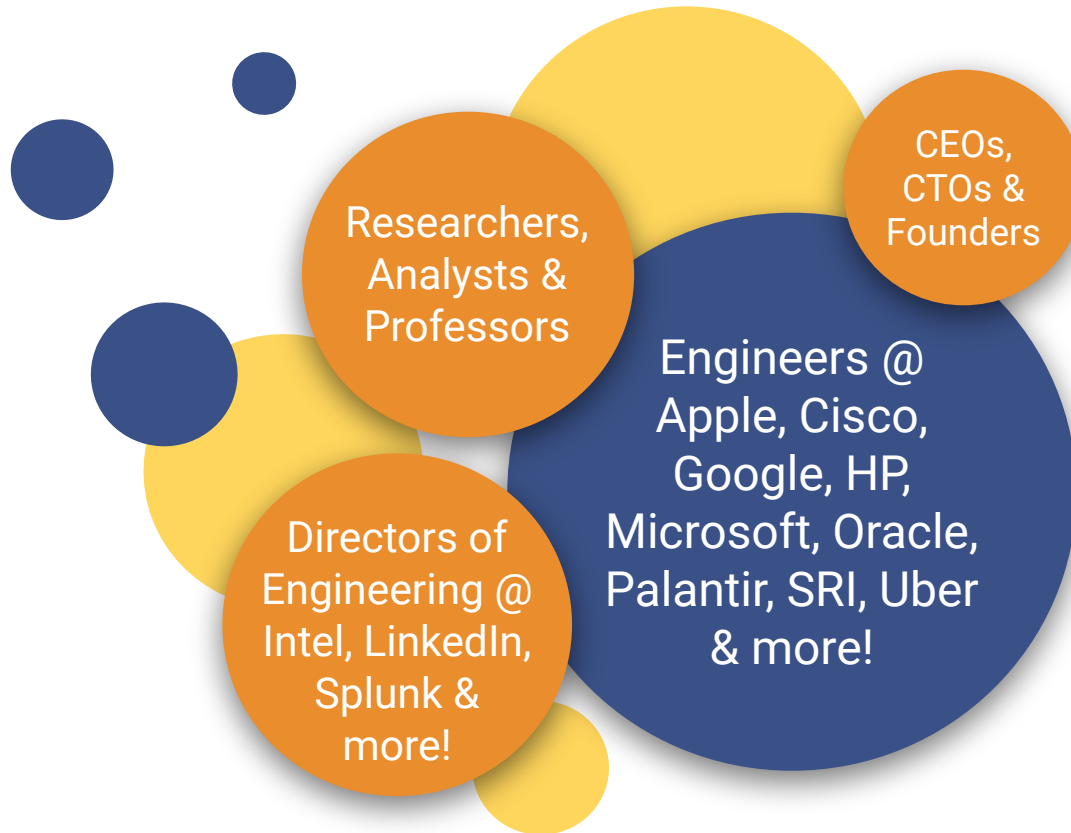 CEOs,
CTOs &
Founders
Researchers,
Analysts &
Professors
Engineers @
Apple, Cisco,
Google, HP,
Microsoft, Oracle,
Palantir, SRI, Uber
& more!
Directors of
Engineering @
Intel, LinkedIn,
Splunk &
more!